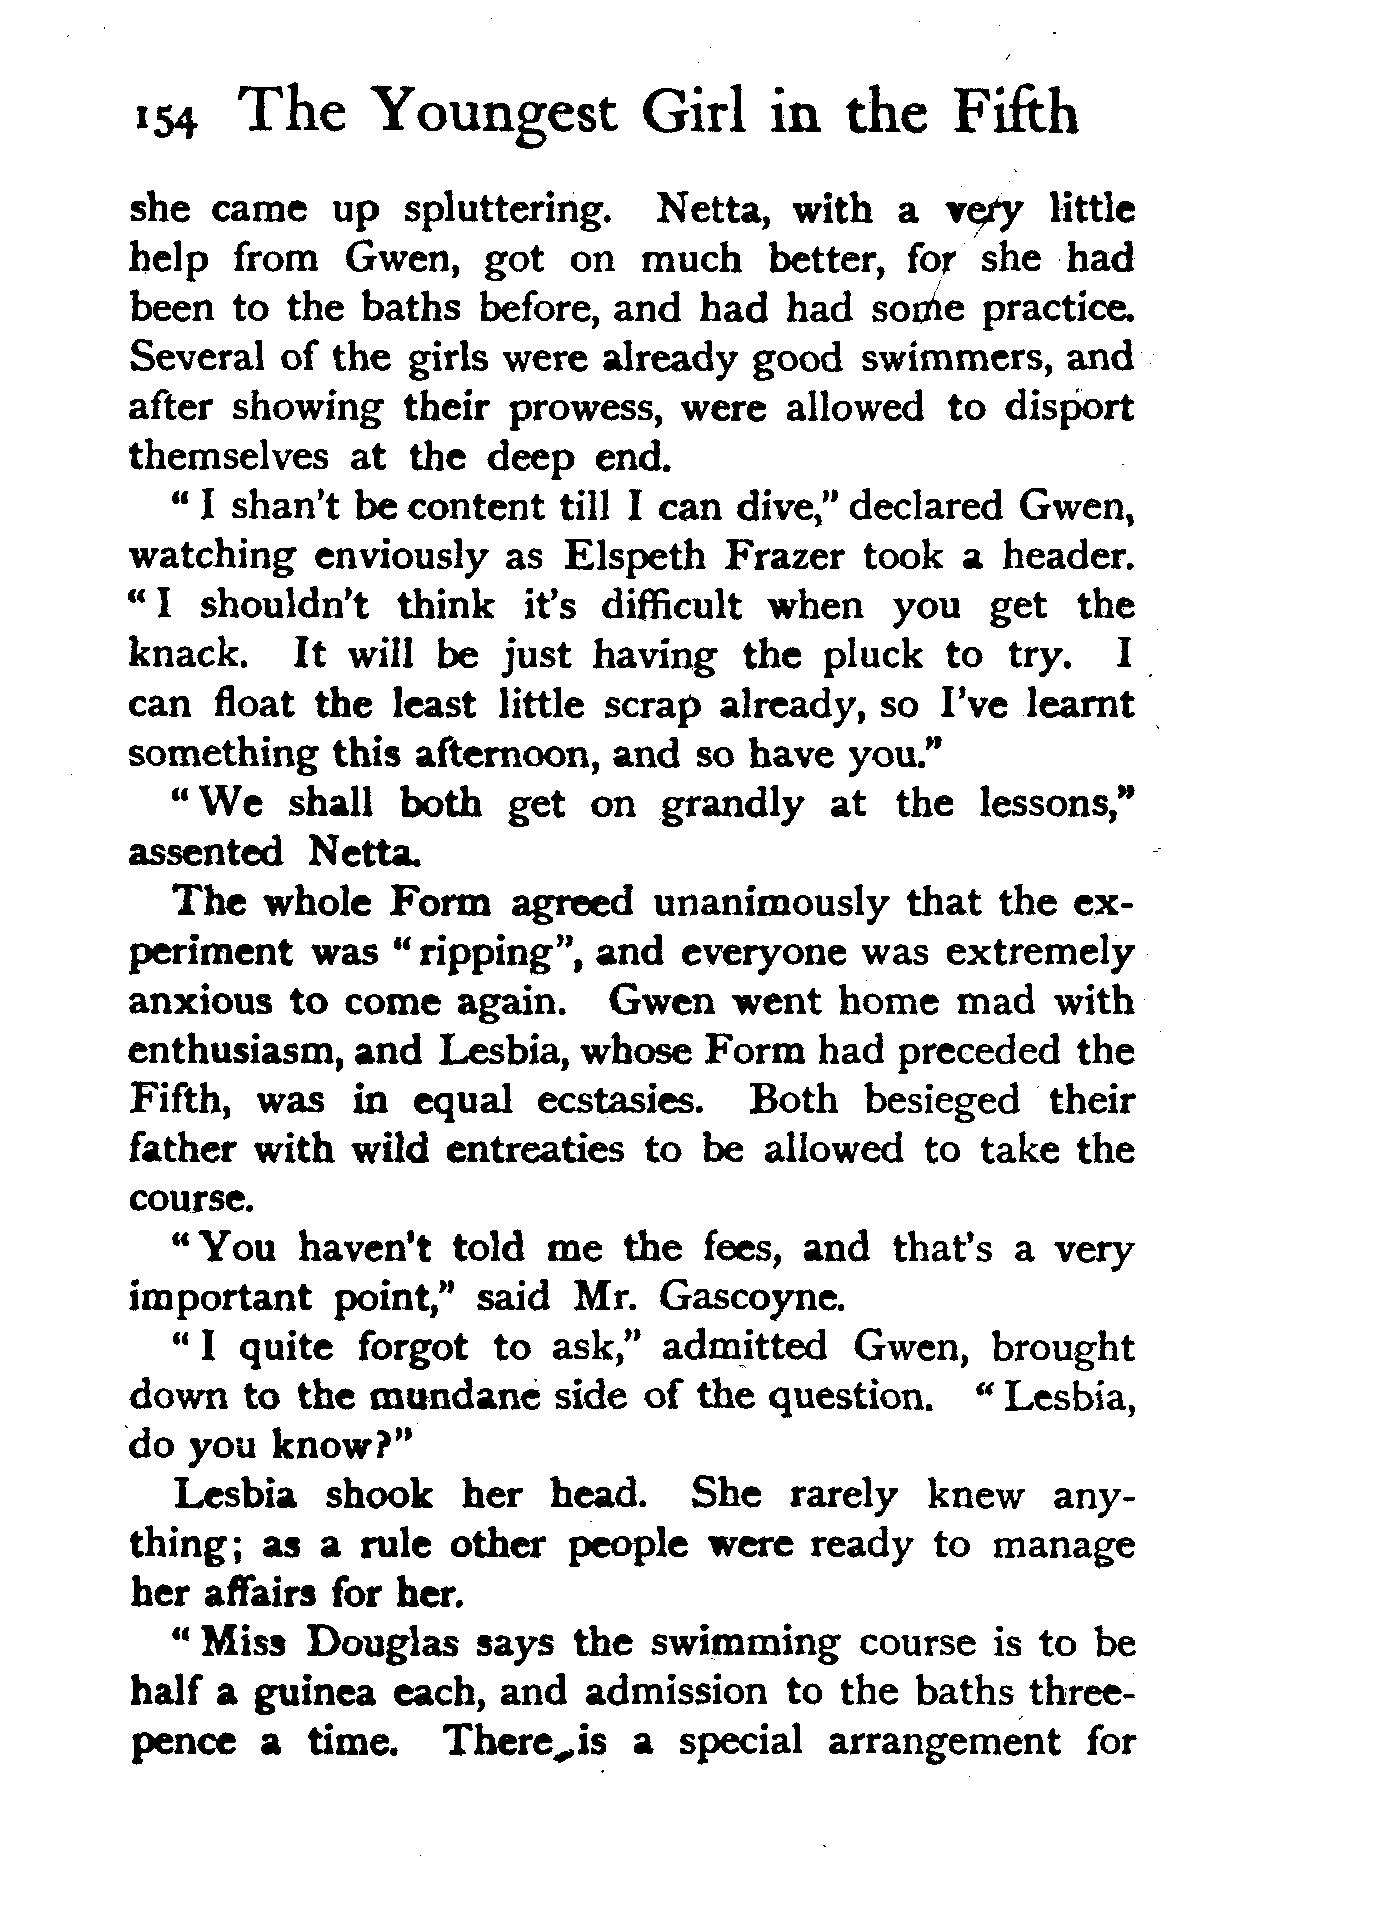 154 The Youngest Girl in the Fifth
she came up spluttering. Netta, with a very little
help from Gwen, got on much better, for she had
been to the baths before, and had had some practice.
Several of the girls were already good swimmers, and
after showing their prowess, were allowed to disport
themselves at the deep end.
“I shan't be content till I can dive,” declared Gwen,
watching enviously as Elspeth Frazer took a header.
“I shouldn't think it's difficult when you get the
knack. It will be just having the pluck to try. I
can float the least little scrap already, so I've learnt
something this afternoon, and so have you.”
“We shall both get on grandly at the lessons,”
assented Netta.
The whole Form agreed unanimously that the ex-
periment was “ripping”, and everyone was extremely
anxious to come again. Gwen went home mad with
enthusiasm, and Lesbia, whose Form had preceded the
Fifth, was in equal ecstasies. Both besieged their
father with wild entreaties to be allowed to take the
course.
“You haven't told me the fees, and that's a very
important point,” said Mr. Gascoyne.
“I quite forgot to ask,” admitted Gwen, brought
down to the mundane side of the question. “Lesbia,
do you know?”
Lesbia shook her head. She rarely knew any-
thing; as a rule other people were ready to manage
her affairs for her.
“Miss Douglas says the swimming course is to be
half a guinea each, and admission to the baths three-
pence a time. There is a special arrangement for